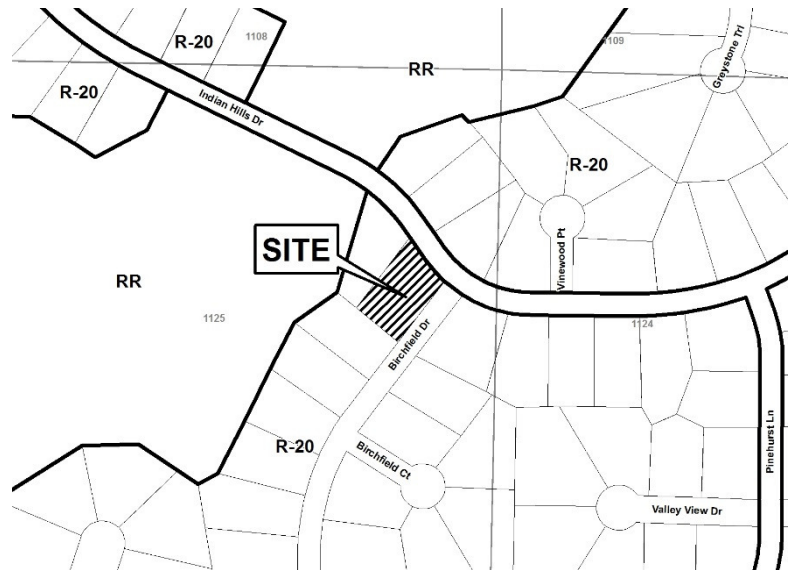 R-20
1108
1109
Greystone Trl
RR
R-20
Indian Hills Dr
R-20
SITE
Vinewood Pt
RR
1125
1124
Birchfield Dr
R-20
Birchfield Ct
Pinehurst Ln
Valley View Dr